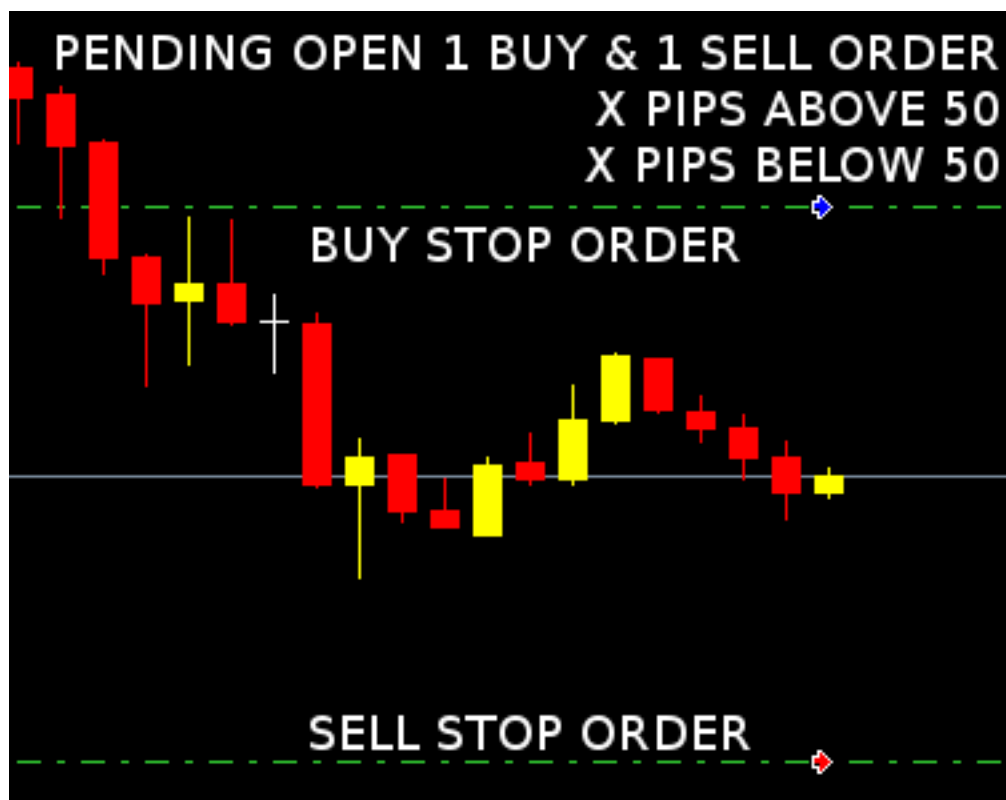 PENDING OPEN 1 BUY & 1 SELL ORDER
X PIPS ABOVE 50
X PIPS BELOW 50
BUY STOP ORDER
SELL STOP ORDER